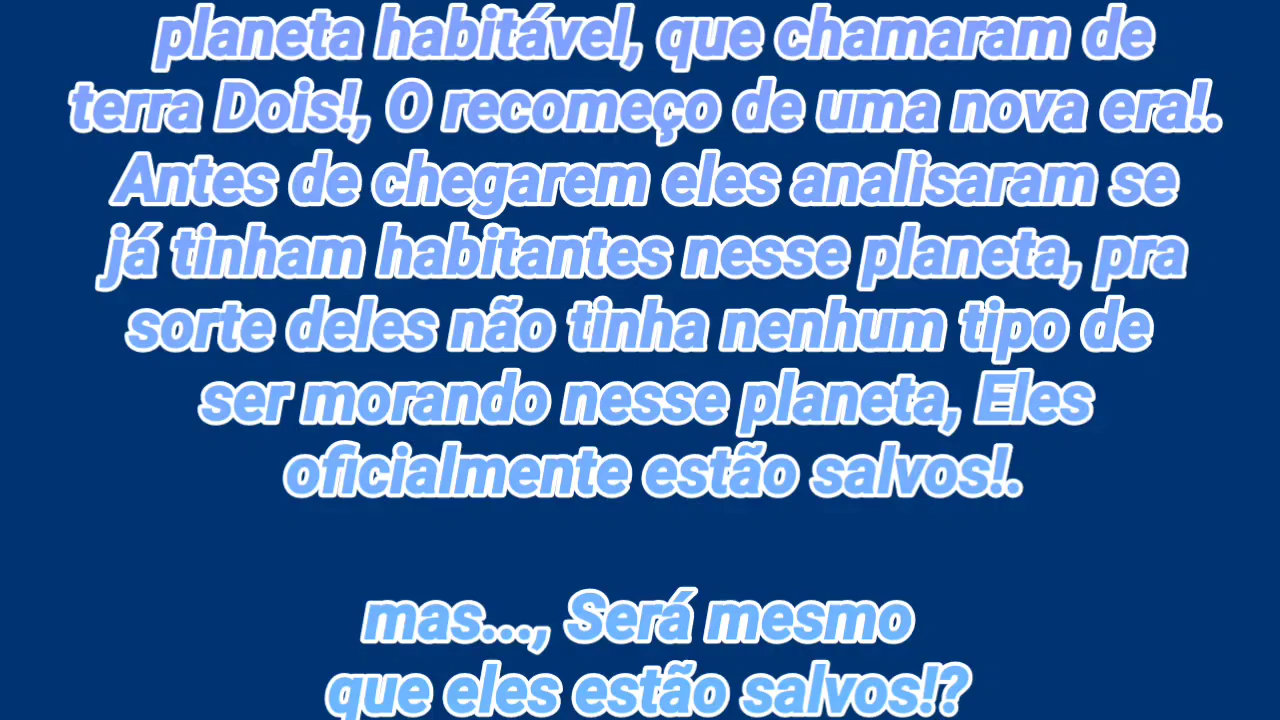 planeta habitável, que chamaram de
terra Dois!, O recomeço de uma nova era!.
Antes de chegarem eles analisaram se
já tinham habitantes nesse planeta, pra
sorte deles não tinha nenhum tipo de
ser morando nesse planeta, Eles
oficialmente estão salvos!.
mas..., Será mesmo
que eles estão salvos!?